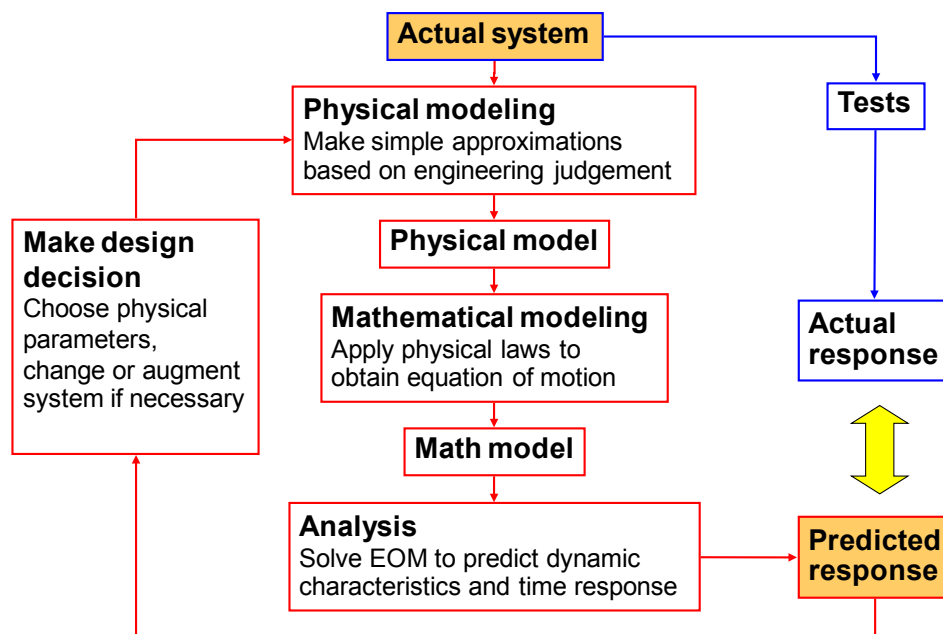 Actual system
Physical modeling
Make simple approximations
based on engineering judgement
Tests
Physical model
Make design
decision
Choose physical
parameters,
change or augment
system if necessary
Mathematical modeling
Apply physical laws to
obtain equation of motion
Actual
response
Math model
Analysis
Solve EOM to predict dynamic
characteristics and time response
Predicted
response